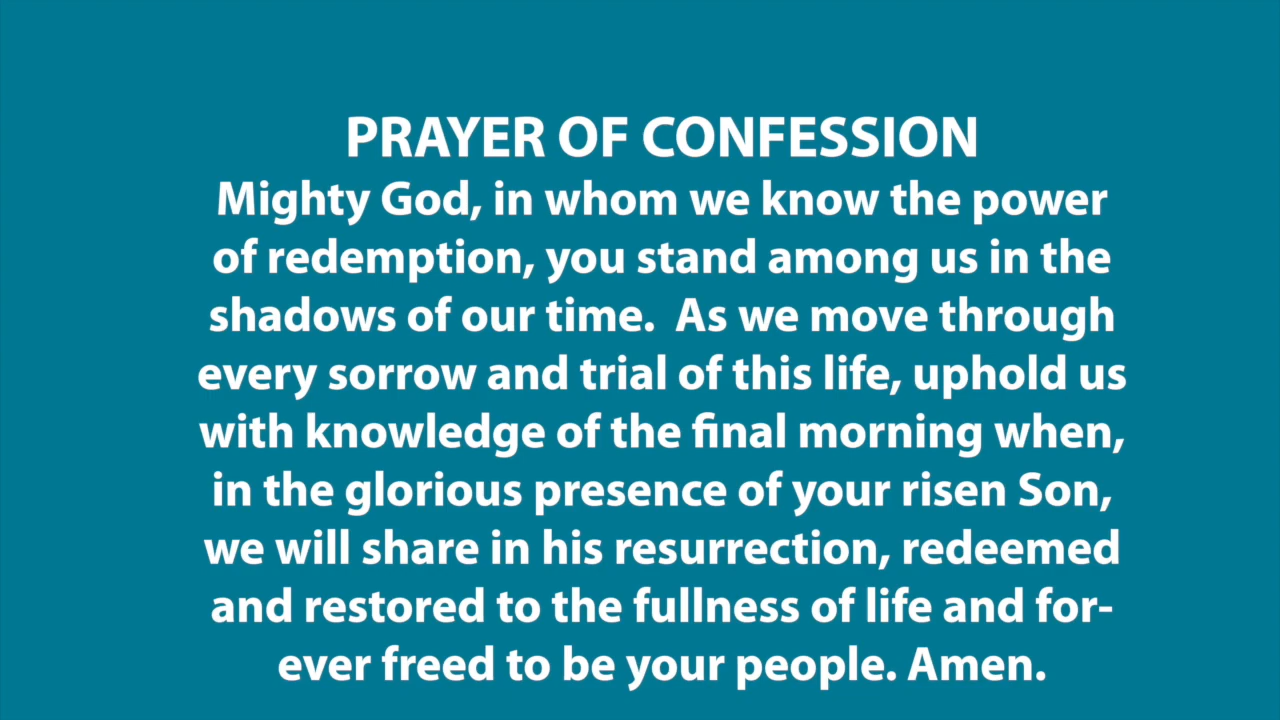 PRAYER OF CONFESSION
Mighty God, in whom we know the power
of redemption, you stand among us in the
shadows of our time.  As we move through
every sorrow and trial of this life, uphold us
with knowledge of the final morning when,
in the glorious presence of your risen Son,
we will share in his resurrection, redeemed
and restored to the fullness of life and for-
ever freed to be your people. Amen.